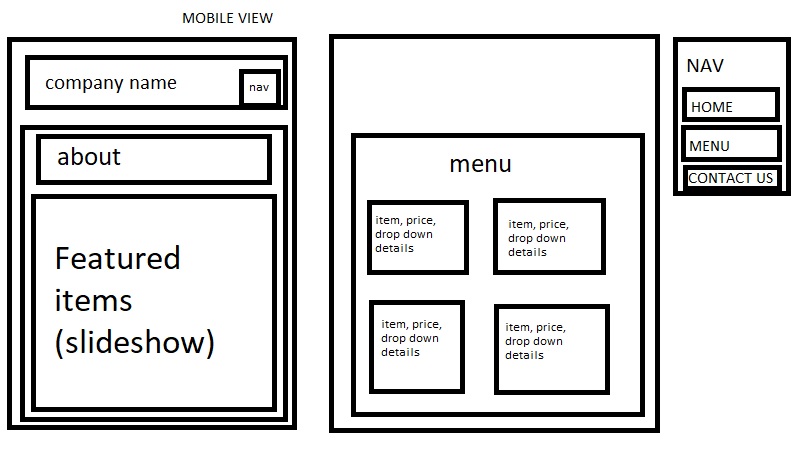 MOBILE VIEW
company name
nav
about
Featured
items
(slideshow)
menu
item, price,
drop down
details
item, price,
drop down
details
item, price,
drop down
details
item, price,
drop down
details
NAV
HOME
MENU
CONTACT US